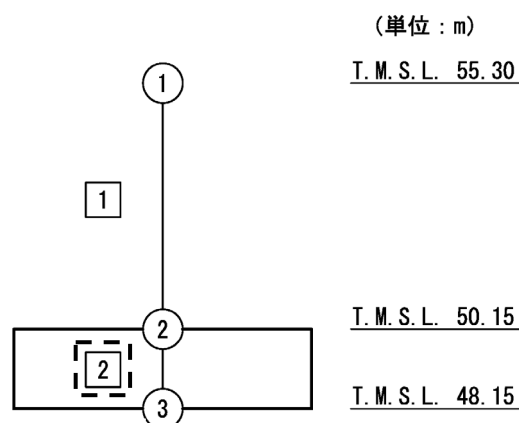 (単位：m)
① T.M.S.L. 55.30
1
② T.M.S.L. 50.15
2
③ T.M.S.L. 48.15